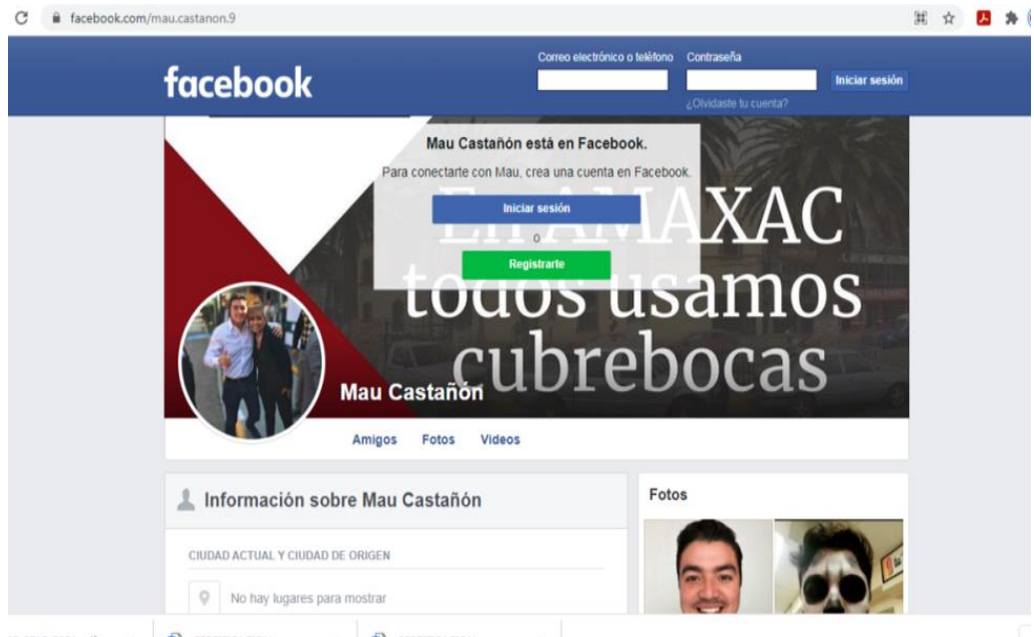 facebook.com/mau.castanon.9
facebook
Correo electrónico o teléfono
Contraseña
Iniciar sesión
¿Olvidaste tu cuenta?
Mau Castañón está en Facebook.
Para conectarte con Mau, crea una cuenta en Facebook.
Iniciar sesión
o
Registrarte
En AMAXAC
todos usamos
cubrebocas
Mau Castañón
Amigos
Fotos
Videos
Información sobre Mau Castañón
CIUDAD ACTUAL Y CIUDAD DE ORIGEN
No hay lugares para mostrar
Fotos